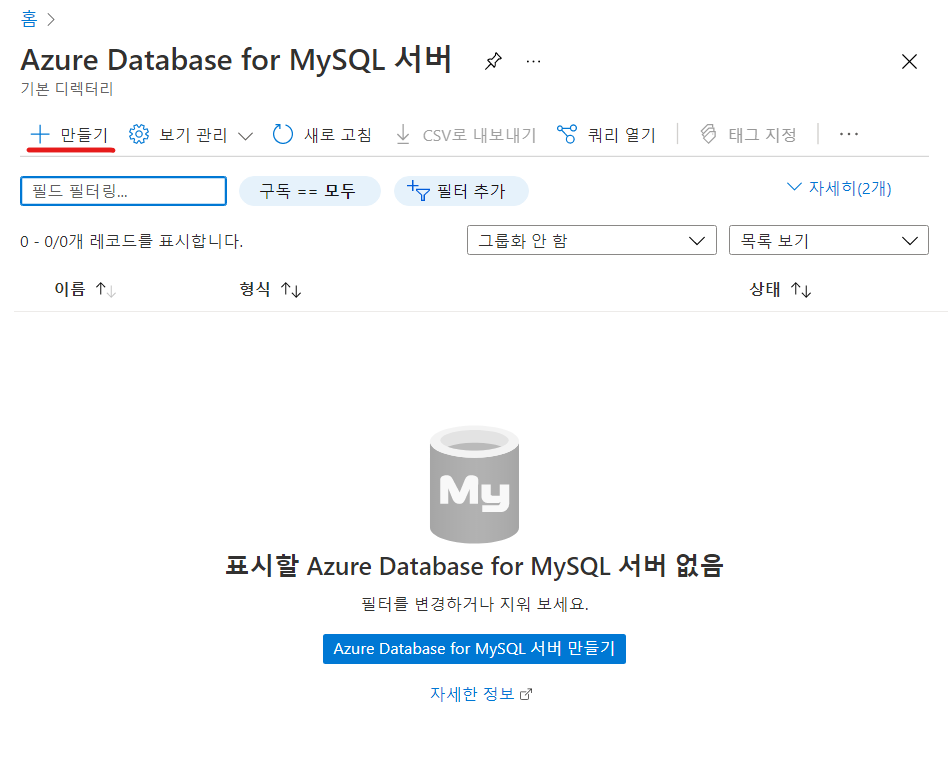 홈
Azure Database for MySQL 서버
기본 디렉터리
만들기 보기 관리 새로 고침 CSV로 내보내기 쿼리 열기 태그 지정
필드 필터링... 구독 == 모두 필터 추가 자세히(2개)
0 - 0/0개 레코드를 표시합니다. 그룹화 안 함 목록 보기
이름 형식 상태
My
표시할 Azure Database for MySQL 서버 없음
필터를 변경하거나 지워 보세요.
Azure Database for MySQL 서버 만들기
자세한 정보